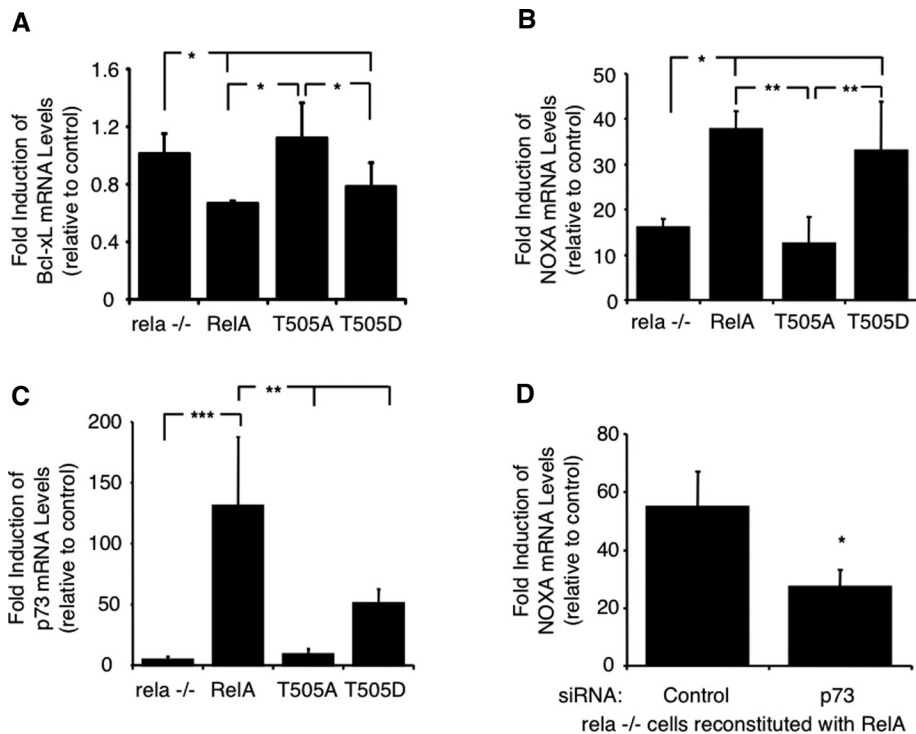 A
Fold Induction of
Bcl-xL mRNA Levels
(relative to control)
1.6
1.2
0.8
0.4
0
*
*
*
rela -/- RelA T505A T505D
B
Fold Induction of
NOXA mRNA Levels
(relative to control)
50
40
30
20
10
0
*
**
**
rela -/- RelA T505A T505D
C
Fold Induction of
p73 mRNA Levels
(relative to control)
200
150
100
50
0
***
**
rela -/- RelA T505A T505D
D
Fold Induction of
NOXA mRNA Levels
(relative to control)
80
60
40
20
0
*
siRNA: Control p73
rela -/- cells reconstituted with RelA